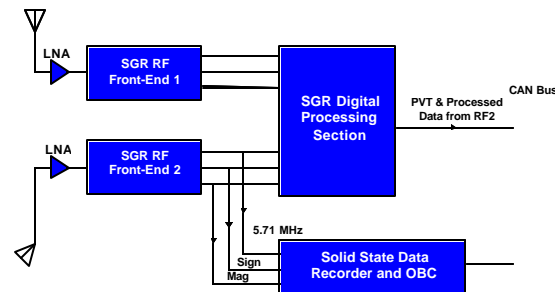 LNA
SGR RF
Front-End 1
SGR Digital
Processing
Section
CAN Bus
PVT & Processed
Data from RF2
LNA
SGR RF
Front-End 2
5.71 MHz
Sign
Mag
Solid State Data
Recorder and OBC